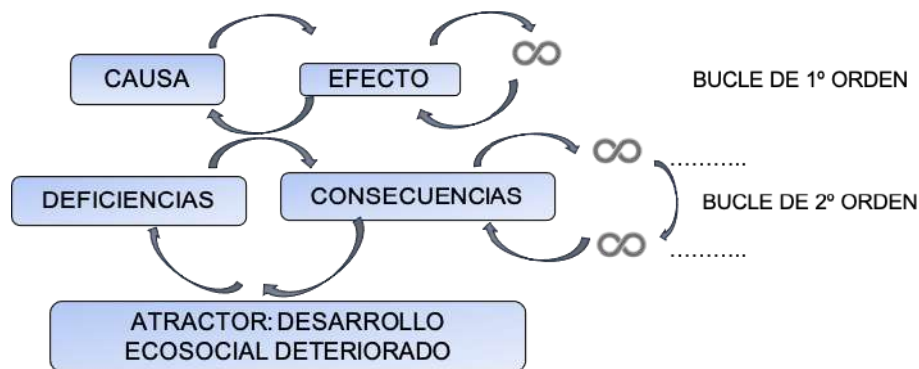 CAUSA
EFECTO
∞
BUCLE DE 1º ORDEN
DEFICIENCIAS
CONSECUENCIAS
∞
...........
BUCLE DE 2º ORDEN
∞
...........
ATRACTOR: DESARROLLO
ECOSOCIAL DETERIORADO